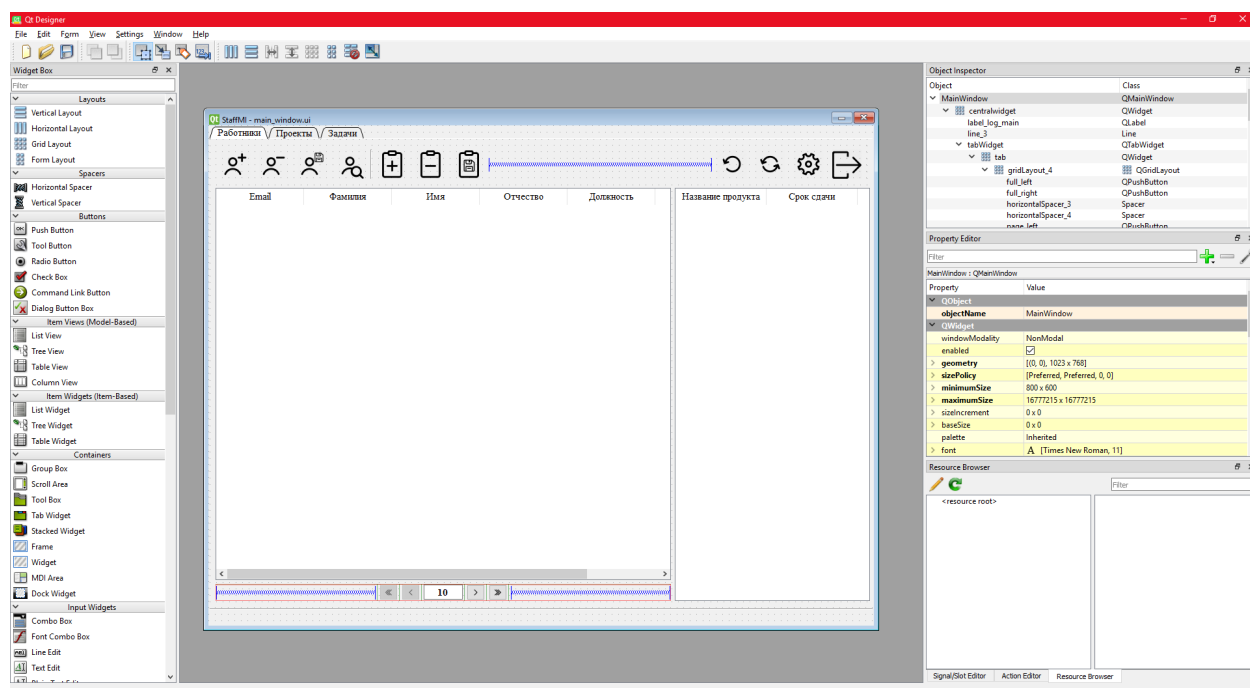 Qt Designer
File Edit Form View Settings Window Help
Widget Box
Filter
Layouts
Vertical Layout
Horizontal Layout
Grid Layout
Form Layout
Spacers
Horizontal Spacer
Vertical Spacer
Buttons
Push Button
Tool Button
Radio Button
Check Box
Command Link Button
Dialog Button Box
Item Views (Model-Based)
List View
Tree View
Table View
Column View
Item Widgets (Item-Based)
List Widget
Tree Widget
Table Widget
Containers
Group Box
Scroll Area
Tool Box
Tab Widget
Stacked Widget
Frame
Widget
MDI Area
Dock Widget
Input Widgets
Combo Box
Font Combo Box
Line Edit
Text Edit
StaffMI - main_window.ui
Работники Проекты Задачи
Email Фамилия Имя Отчество Должность Название продукта Срок сдачи
10
Object Inspector
Object Class
MainWindow QMainWindow
centralwidget QWidget
label_log_main QLabel
line_3 Line
tabWidget QTabWidget
tab QWidget
gridLayout_4 QGridLayout
full_left QPushButton
full_right QPushButton
horizontalSpacer_3 Spacer
horizontalSpacer_4 Spacer
page_left QPushButton
Property Editor
Filter
MainWindow : QMainWindow
Property Value
QObject
objectName MainWindow
QWidget
windowModality NonModal
enabled
geometry [(0, 0), 1023 x 768]
sizePolicy [Preferred, Preferred, 0, 0]
minimumSize 800 x 600
maximumSize 16777215 x 16777215
sizeIncrement 0 x 0
baseSize 0 x 0
palette Inherited
font A [Times New Roman, 11]
Resource Browser
Filter
<resource root>
Signal/Slot Editor Action Editor Resource Browser